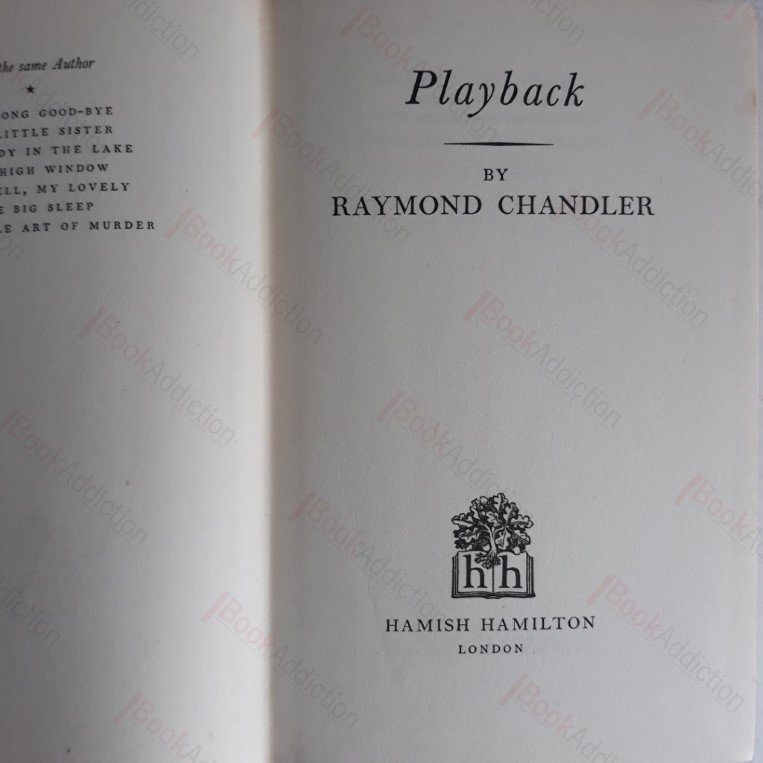 the same Author
★
ONG GOOD-BYE
LITTLE SISTER
DY IN THE LAKE
HIGH WINDOW
ELL, MY LOVELY
E BIG SLEEP
LE ART OF MURDER
Playback
BY
RAYMOND CHANDLER
h h
HAMISH HAMILTON
LONDON
BookAddiction